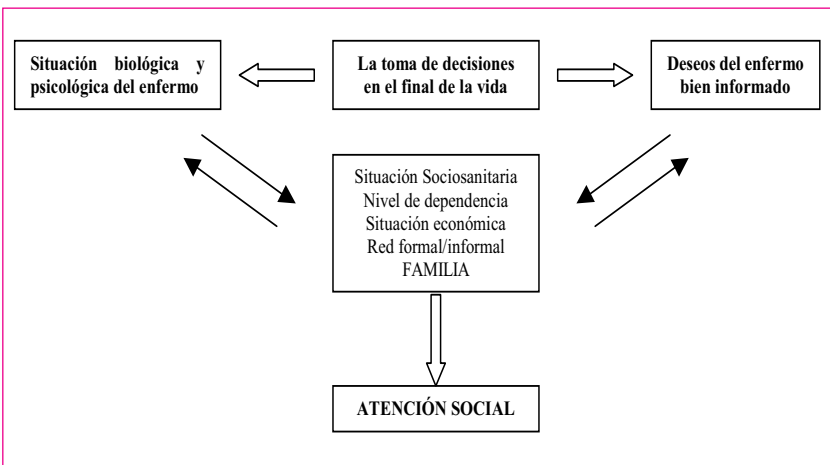 Situación biológica y
psicológica del enfermo
La toma de decisiones
en el final de la vida
Deseos del enfermo
bien informado
Situación Sociosanitaria
Nivel de dependencia
Situación económica
Red formal/informal
FAMILIA
ATENCIÓN SOCIAL